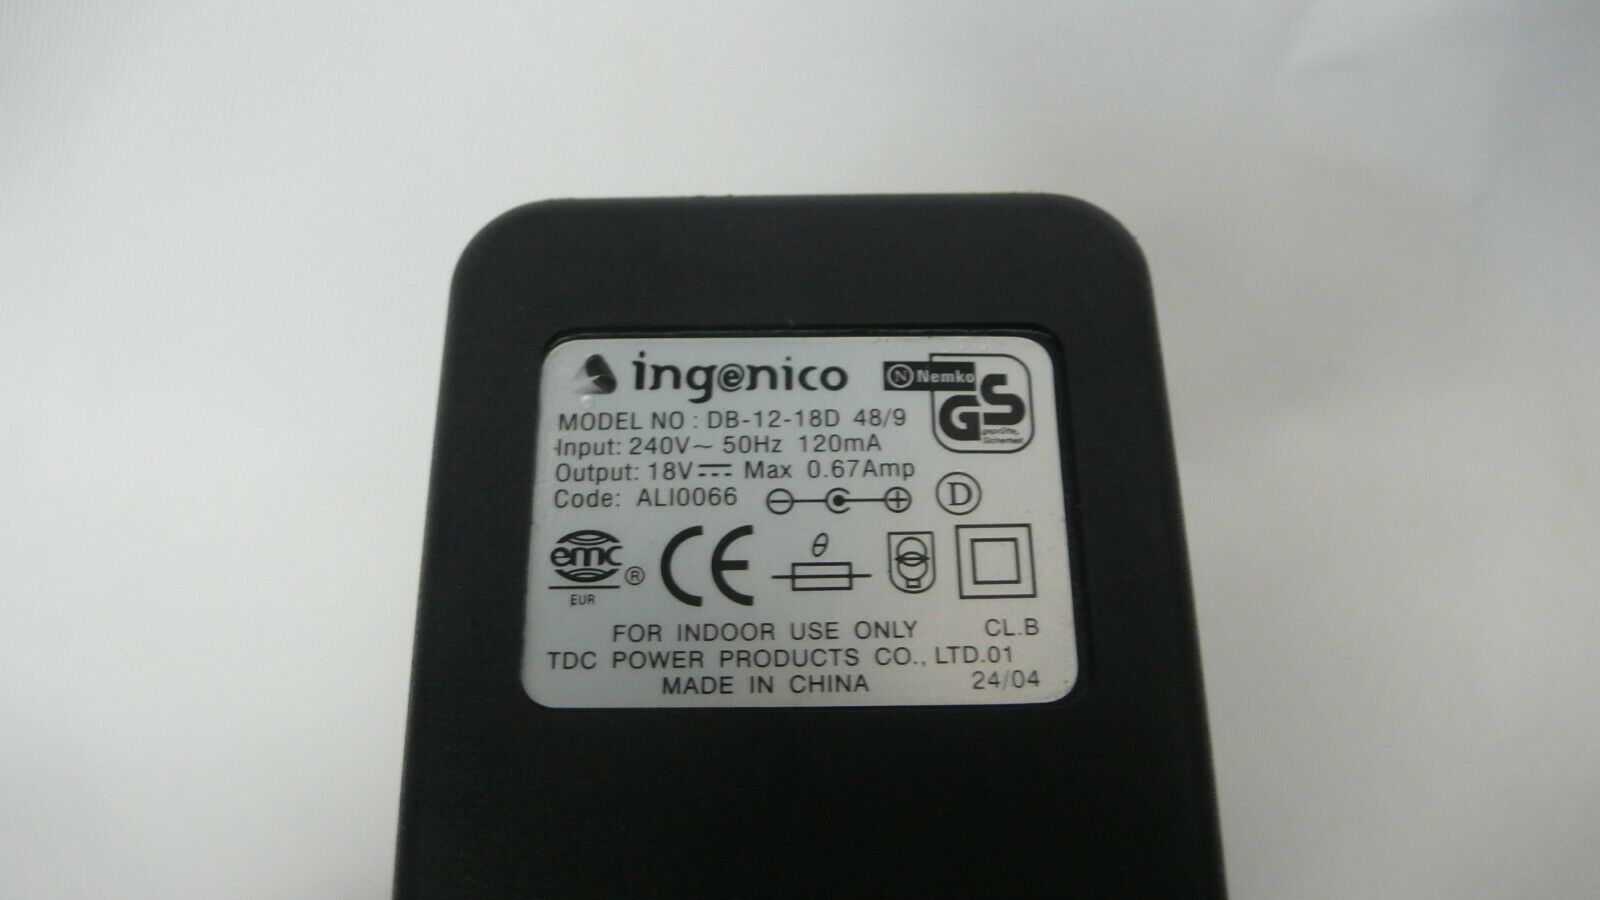 ingenico
N Nemko
GS
geprüfte
Sicherheit
MODEL NO : DB-12-18D 48/9
Input: 240V~ 50Hz 120mA
Output: 18V⎓ Max 0.67Amp
Code: ALI0066
D
emc ®
EUR
CE
θ
FOR INDOOR USE ONLY CL.B
TDC POWER PRODUCTS CO., LTD.01
MADE IN CHINA 24/04